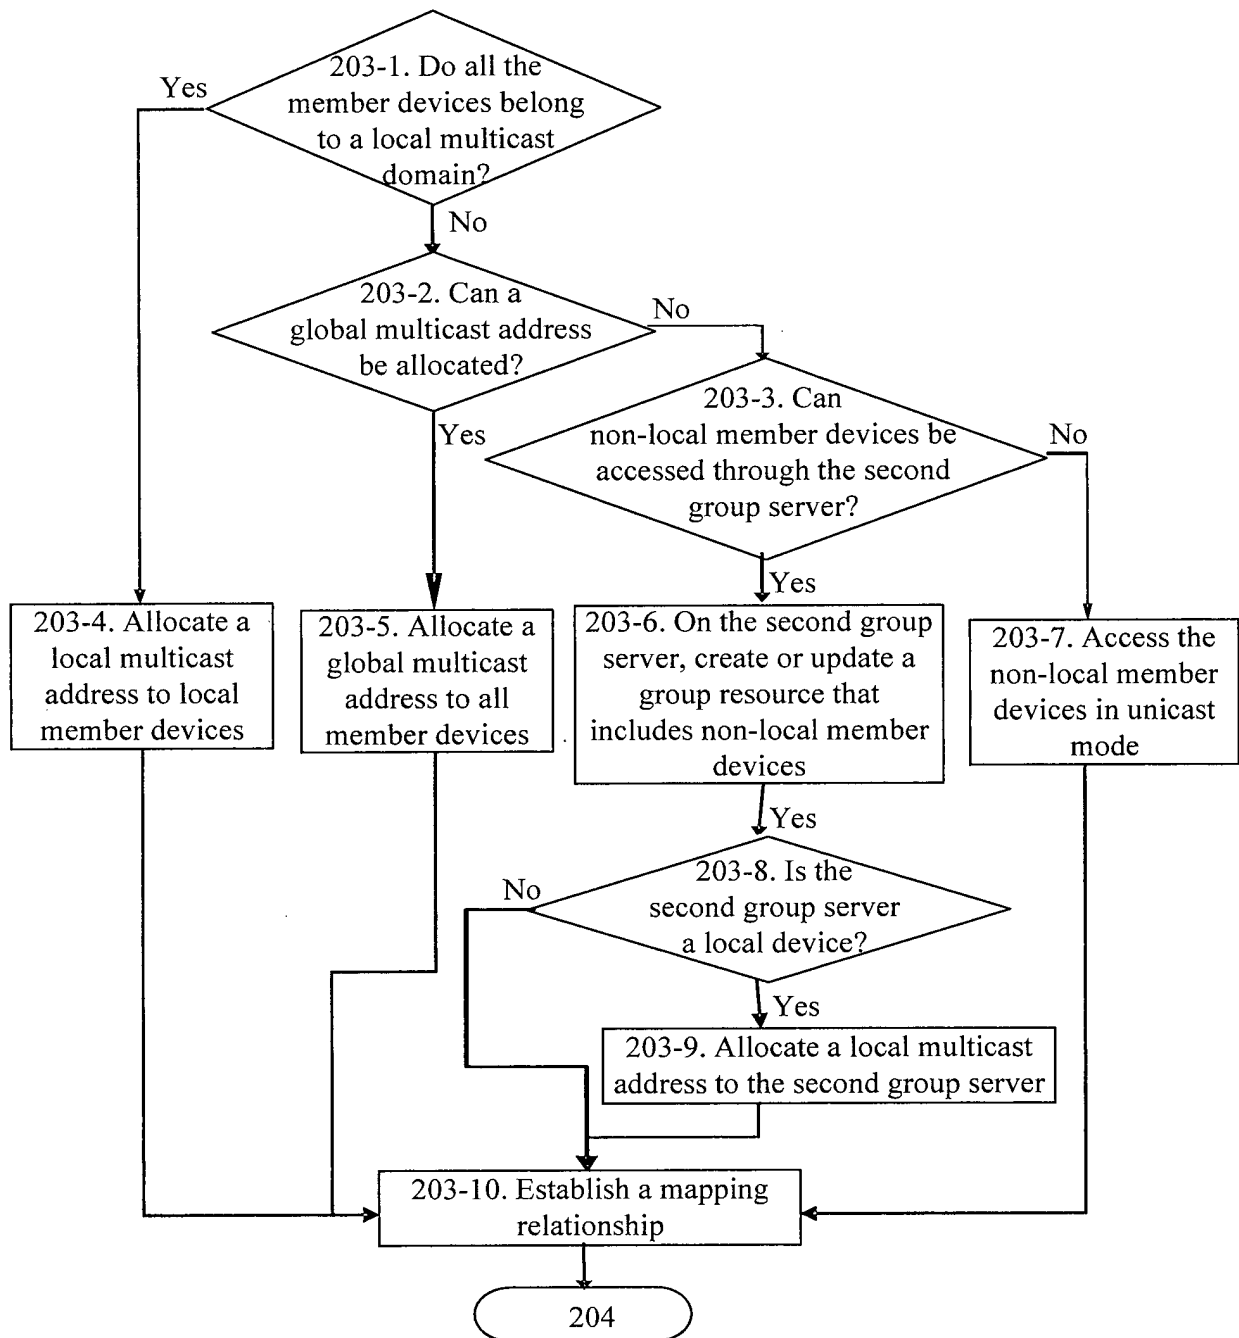 203-1. Do all the
member devices belong
to a local multicast
domain?
Yes
No
203-2. Can a
global multicast address
be allocated?
No
Yes
203-3. Can
non-local member devices be
accessed through the second
group server?
No
Yes
203-4. Allocate a
local multicast
address to local
member devices
203-5. Allocate a
global multicast
address to all
member devices
203-6. On the second group
server, create or update a
group resource that
includes non-local member
devices
203-7. Access the
non-local member
devices in unicast
mode
Yes
203-8. Is the
second group server
a local device?
No
Yes
203-9. Allocate a local multicast
address to the second group server
203-10. Establish a mapping
relationship
204